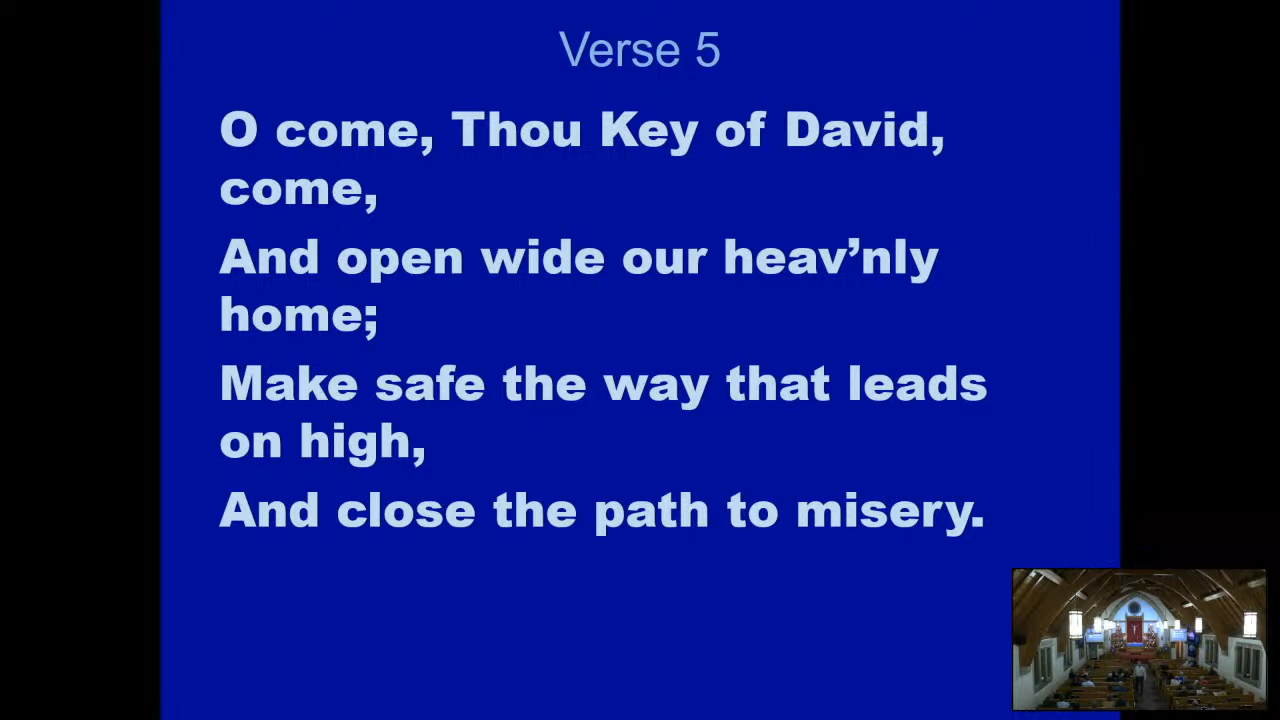 Verse 5
O come, Thou Key of David,
come,
And open wide our heav’nly
home;
Make safe the way that leads
on high,
And close the path to misery.